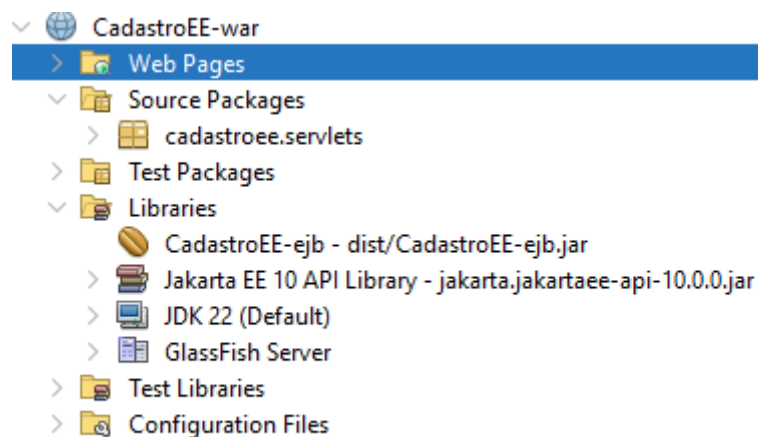 CadastroEE-war
Web Pages
Source Packages
cadastroee.servlets
Test Packages
Libraries
CadastroEE-ejb - dist/CadastroEE-ejb.jar
Jakarta EE 10 API Library - jakarta.jakartaee-api-10.0.0.jar
JDK 22 (Default)
GlassFish Server
Test Libraries
Configuration Files